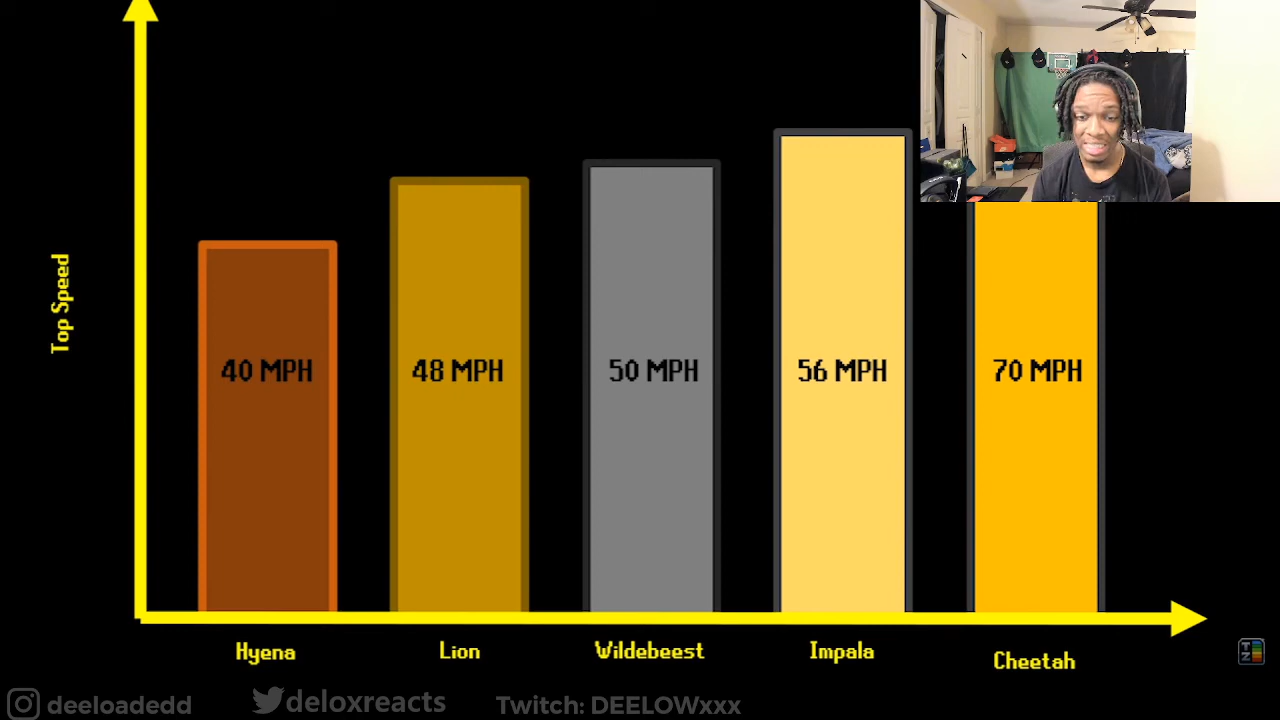 Top Speed
40 MPH
48 MPH
50 MPH
56 MPH
70 MPH
Hyena
Lion
Wildebeest
Impala
Cheetah
TZ
deeloadedd
deloxreacts
Twitch: DEELOWxxx